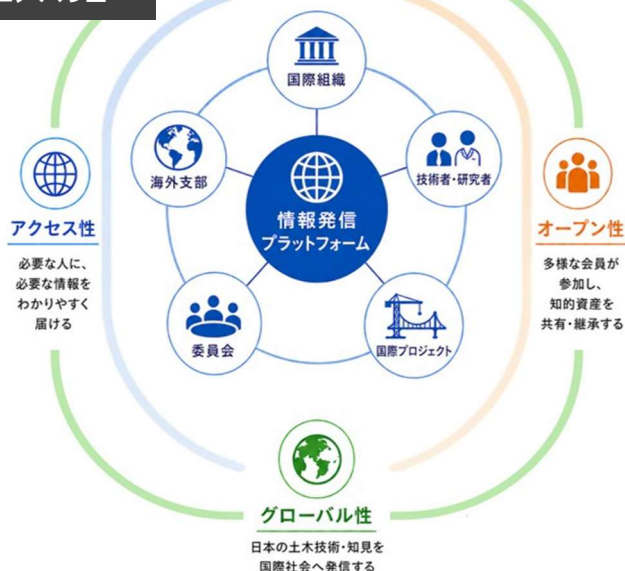 国際組織
海外支部
技術者・研究者
情報発信
プラットフォーム
委員会
国際プロジェクト
アクセス性
必要な人に、
必要な情報を
わかりやすく
届ける
オープン性
多様な会員が
参加し、
知的資産を
共有・継承する
グローバル性
日本の土木技術・知見を
国際社会へ発信する